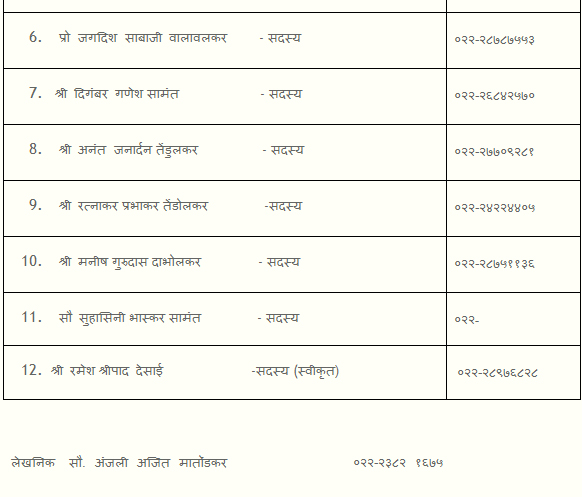 6. प्रो जगदिश साबाजी वालावलकर - सदस्य ०२२-२८७८७५५३
7. श्री दिगंबर गणेश सामंत - सदस्य ०२२-२६८४२५७०
8. श्री अनंत जनार्दन तेंडुलकर - सदस्य ०२२-२७७०९२८१
9. श्री रत्नाकर प्रभाकर तेंडोलकर -सदस्य ०२२-२४२२४४०५
10. श्री मनीष गुरुदास दाभोलकर - सदस्य ०२२-२८७५११३६
11. सौ सुहासिनी भास्कर सामंत - सदस्य ०२२-
12. श्री रमेश श्रीपाद देसाई -सदस्य (स्वीकृत) ०२२-२८९७६८२८
लेखनिक सौ. अंजली अजित मातोंडकर ०२२-२३८२ १६७५